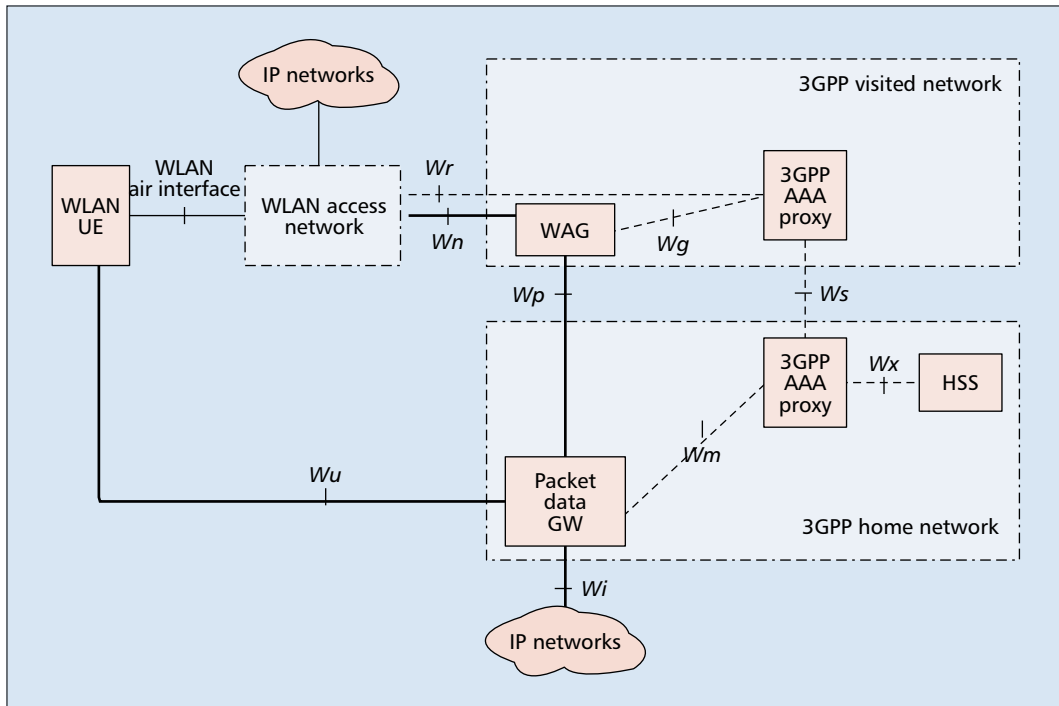 IP networks
3GPP visited network
WLAN
air interface
Wr
3GPP
AAA
proxy
WLAN
UE
WLAN access
network
Wn
WAG
Wg
Wp
Ws
3GPP
AAA
proxy
Wx
HSS
Wm
Wu
Packet
data
GW
3GPP home network
Wi
IP networks